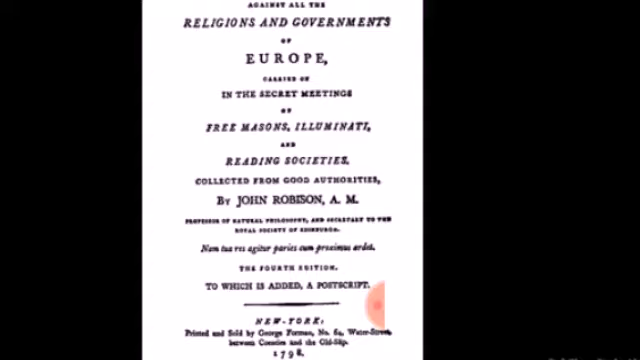 AGAINST ALL THE
RELIGIONS AND GOVERNMENTS
OF
EUROPE,
CARRIED ON
IN THE SECRET MEETINGS
OF
FREE MASONS, ILLUMINATI,
AND
READING SOCIETIES.
COLLECTED FROM GOOD AUTHORITIES,
By JOHN ROBISON, A. M.
PROFESSOR OF NATURAL PHILOSOPHY, AND SECRETARY TO THE
ROYAL SOCIETY OF EDINBURGH.
Nam tua res agitur paries cum proximus ardet.
THE FOURTH EDITION.
TO WHICH IS ADDED, A POSTSCRIPT.
NEW-YORK:
Printed and Sold by George Forman, No. 64, Water-Street,
between Coenties and the Old-Slip.
1798.